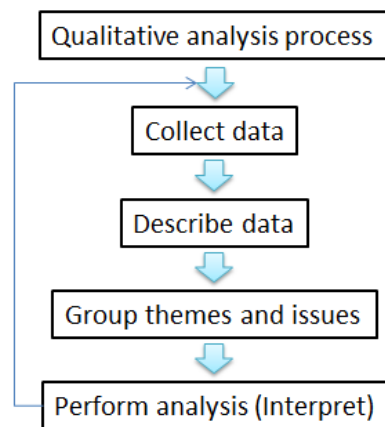 Qualitative analysis process
Collect data
Describe data
Group themes and issues
Perform analysis (Interpret)